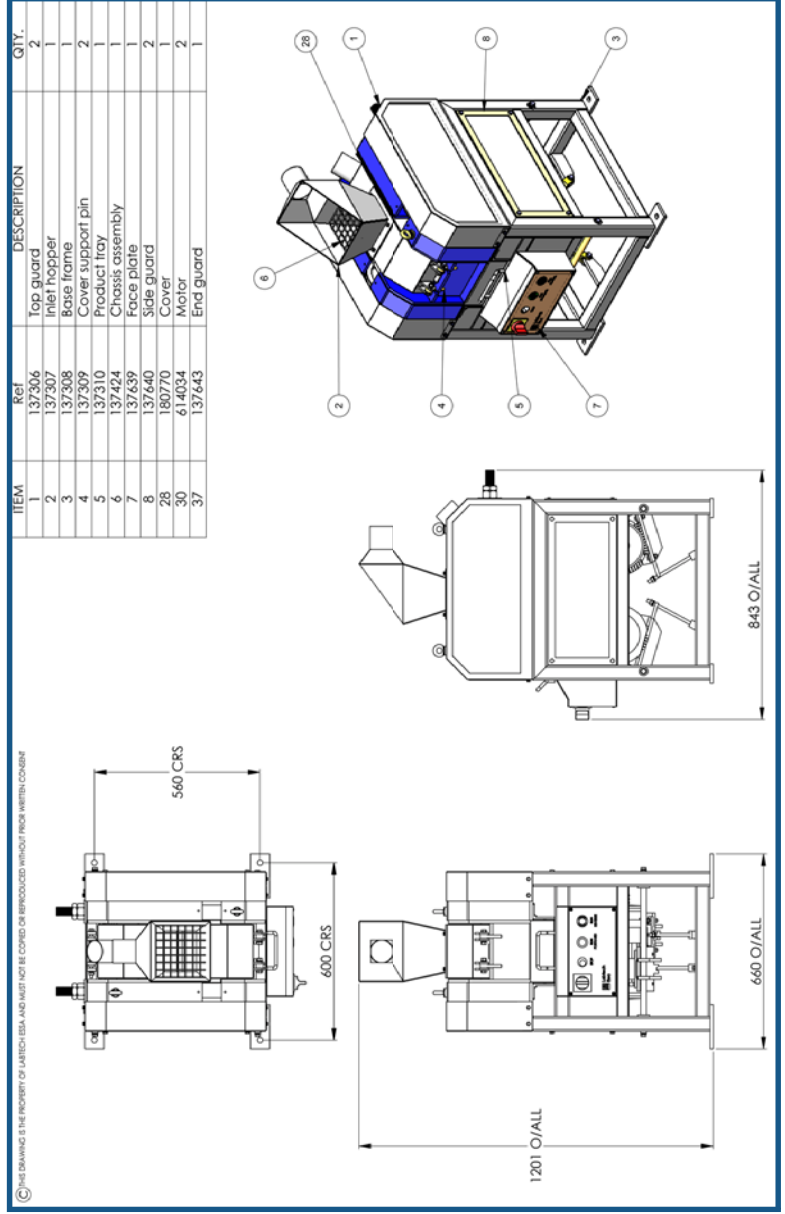 ©THIS DRAWING IS THE PROPERTY OF LABTECH ESSA AND MUST NOT BE COPIED OR REPRODUCED WITHOUT PRIOR WRITTEN CONSENT
ITEM Ref DESCRIPTION QTY.
1 137306 Top guard 2
2 137307 Inlet hopper 1
3 137308 Base frame 1
4 137309 Cover support pin 2
5 137310 Product tray 1
6 137424 Chassis assembly 1
7 137639 Face plate 1
8 137640 Side guard 2
28 180770 Cover 1
30 614034 Motor 2
37 137643 End guard 1
560 CRS
600 CRS
28
1
8
3
6
2
4
5
7
1201 O/ALL
660 O/ALL
843 O/ALL